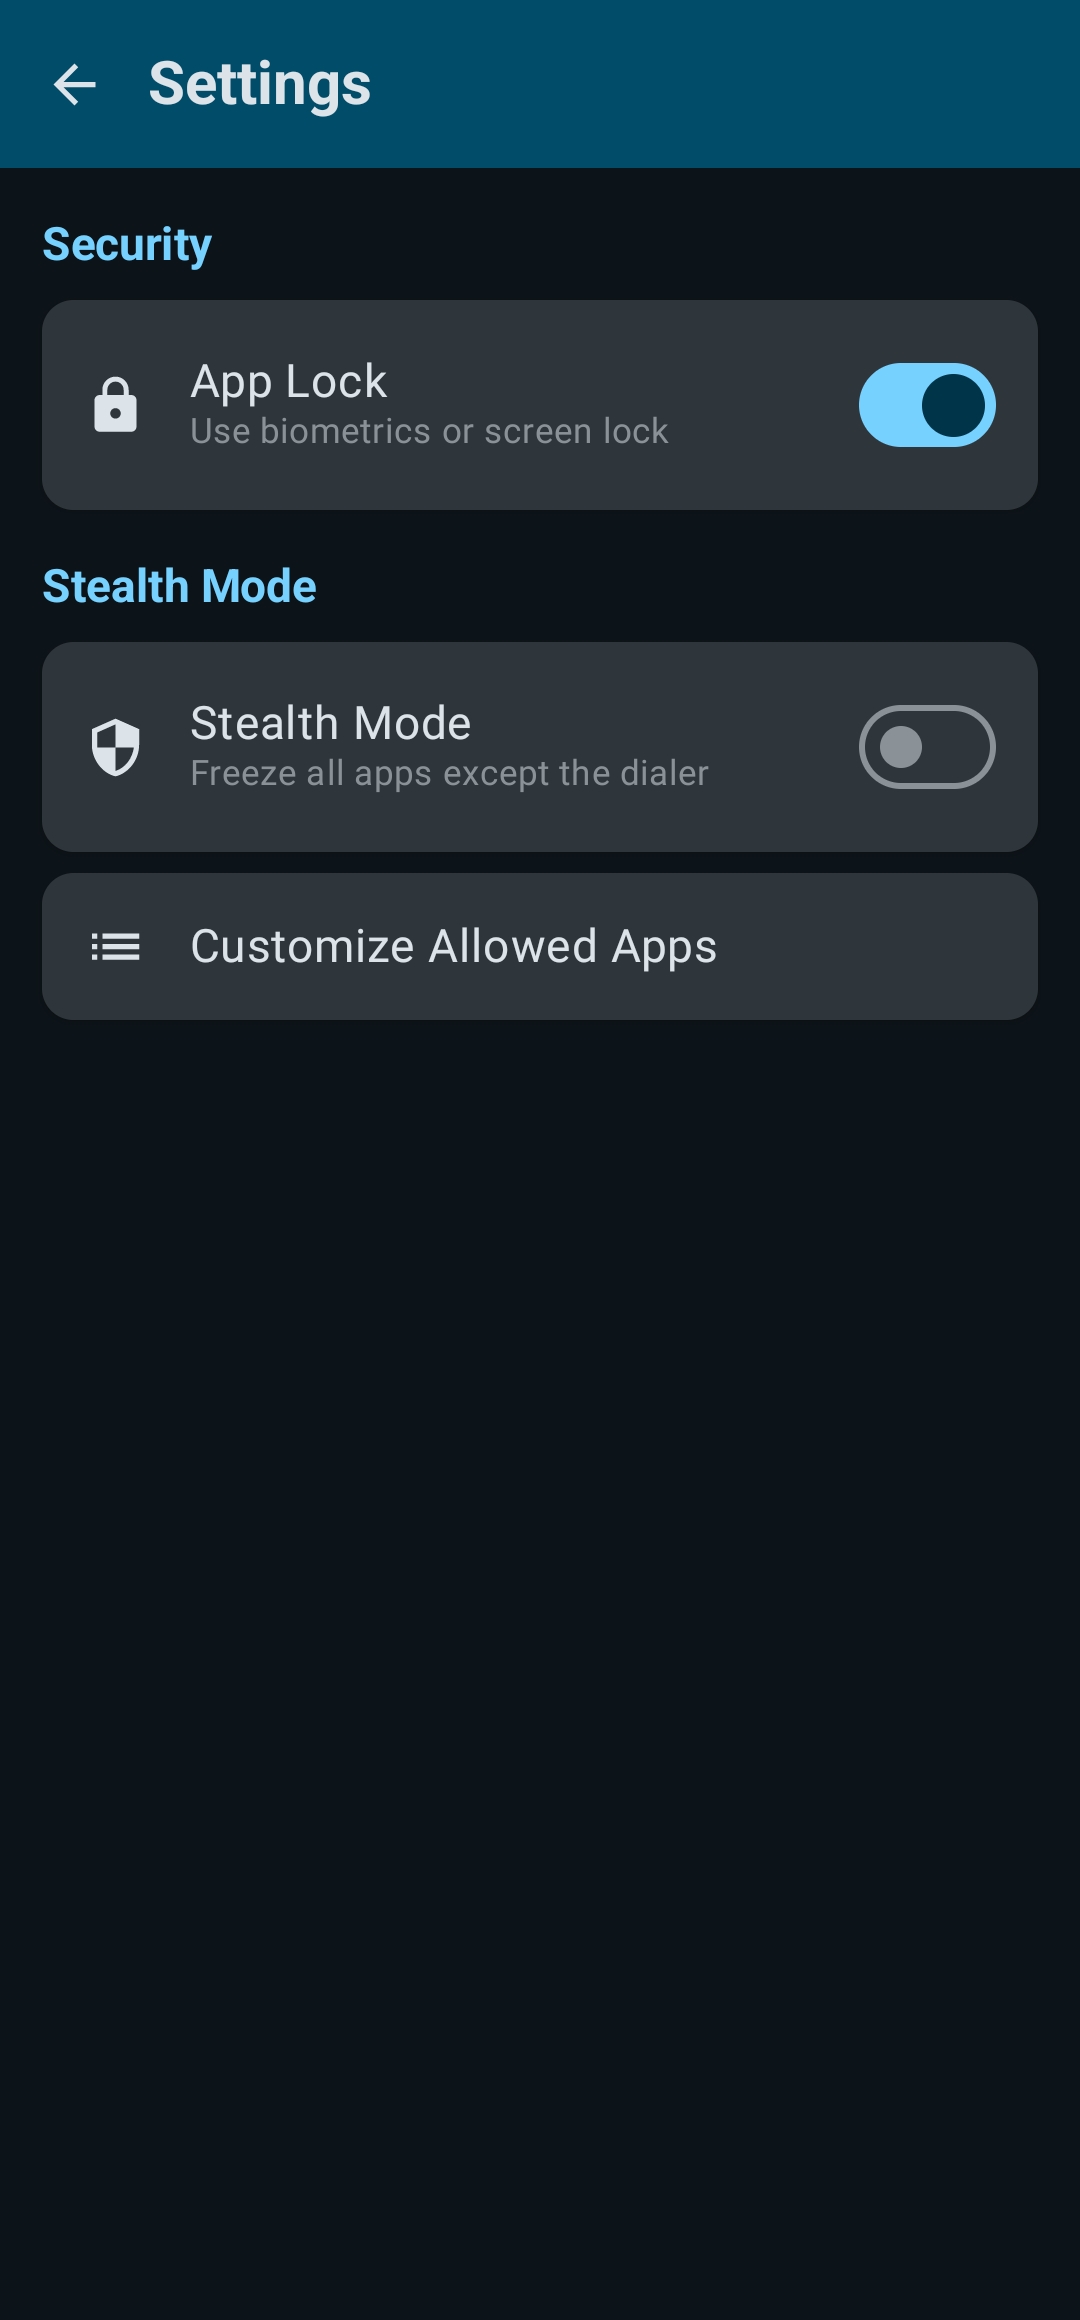 Settings
Security
App Lock
Use biometrics or screen lock
Stealth Mode
Stealth Mode
Freeze all apps except the dialer
Customize Allowed Apps